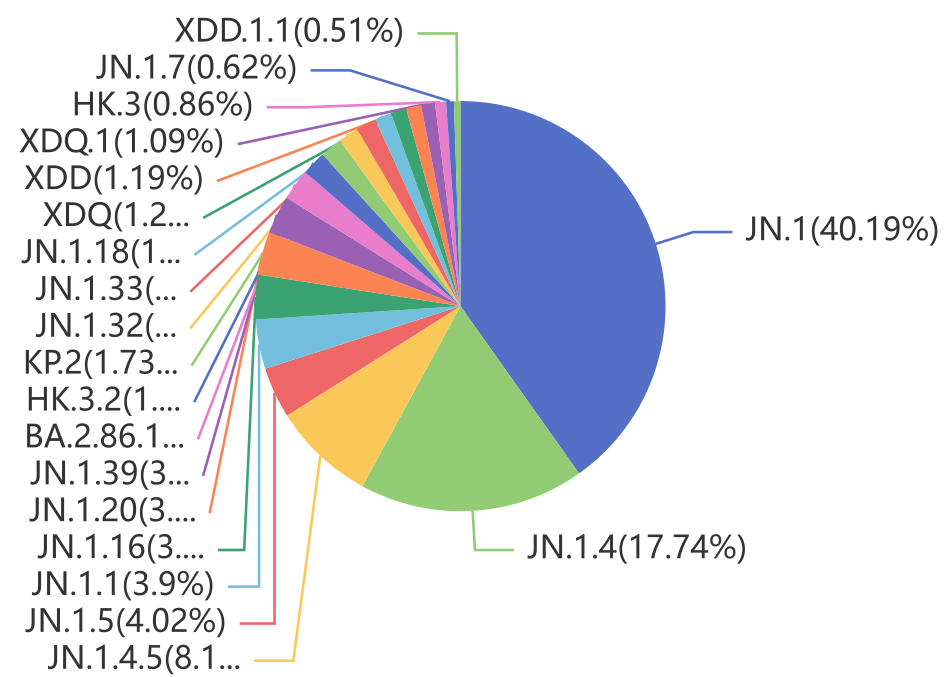 XDD.1.1(0.51%)
JN.1.7(0.62%)
HK.3(0.86%)
XDQ.1(1.09%)
XDD(1.19%)
XDQ(1.2...
JN.1.18(1...
JN.1.33(...
JN.1.32(...
KP.2(1.73...
HK.3.2(1....
BA.2.86.1...
JN.1.39(3...
JN.1.20(3....
JN.1.16(3....
JN.1.1(3.9%)
JN.1.5(4.02%)
JN.1.4.5(8.1...
JN.1(40.19%)
JN.1.4(17.74%)